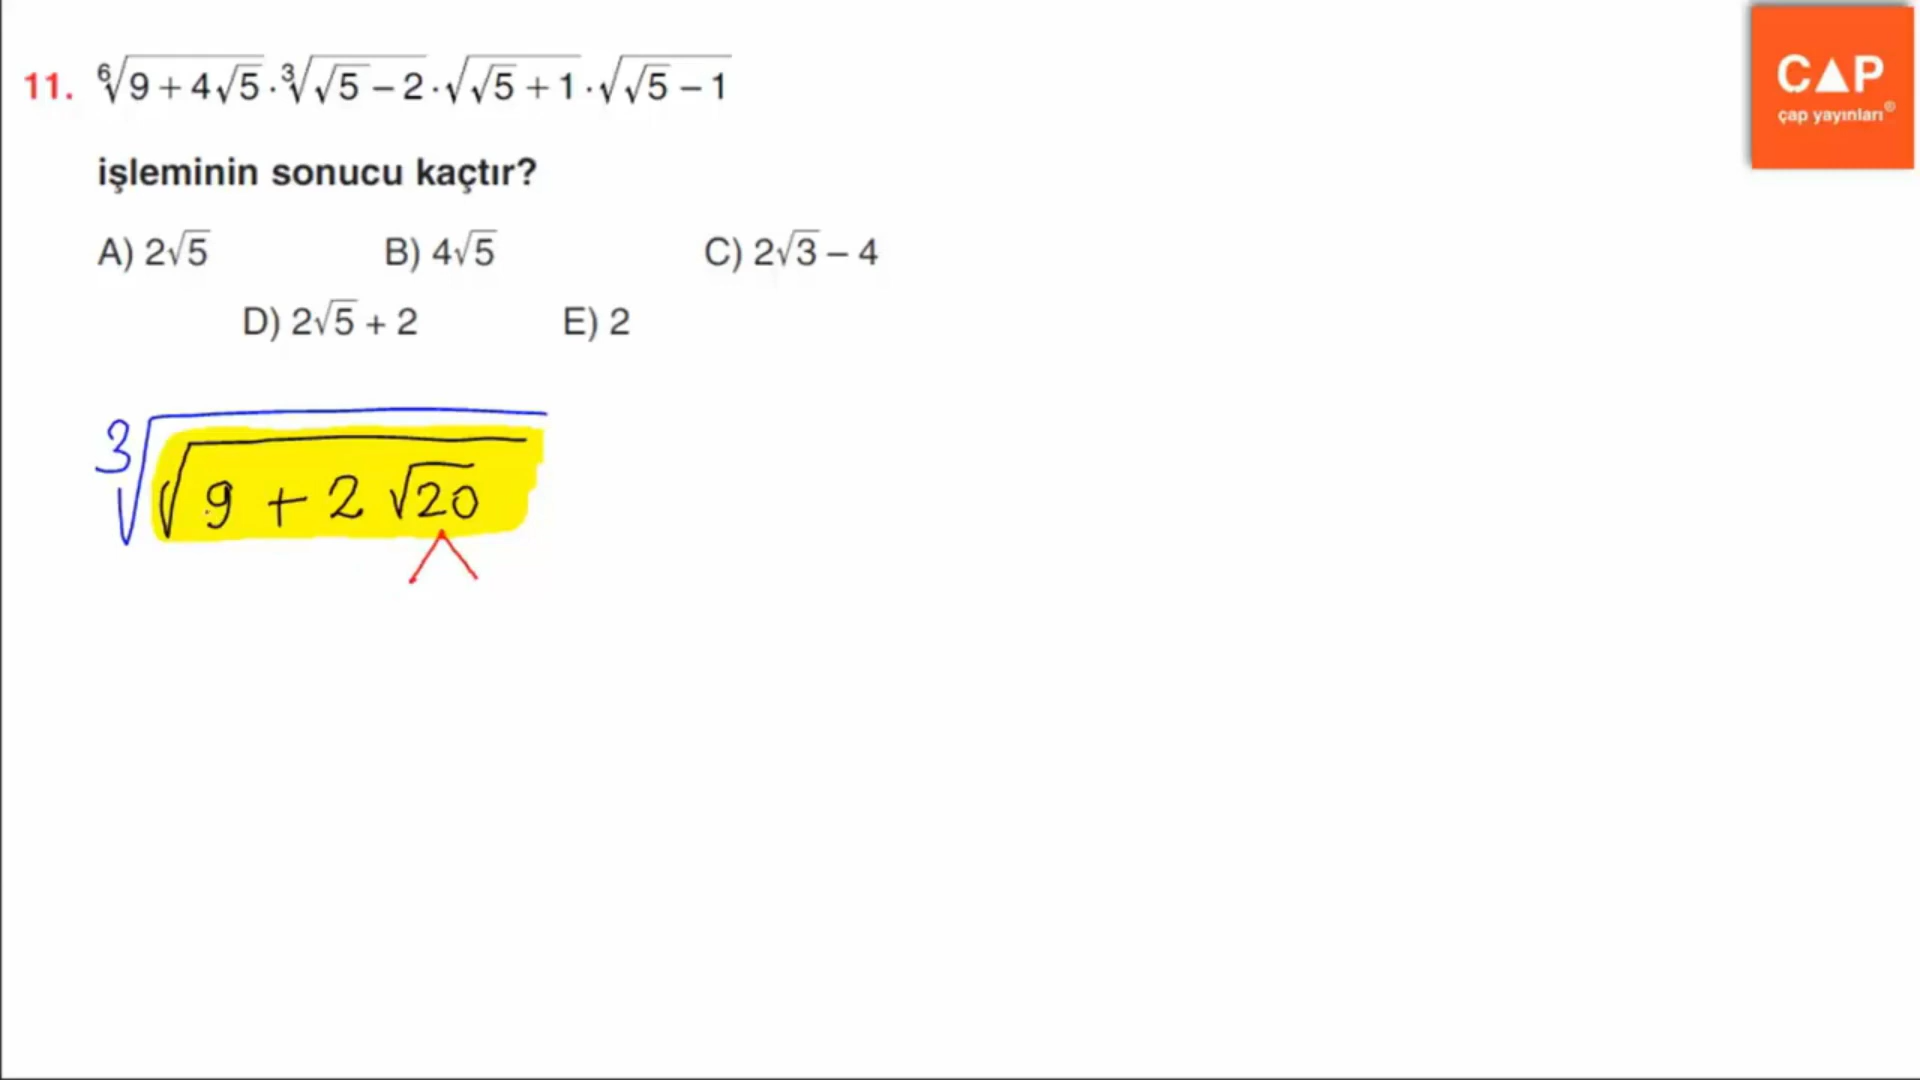 11. ⁶√(9 + 4√5) · ³√(√5 – 2) · √(√5 + 1) · √(√5 – 1)
CAP
çap yayınları®
işleminin sonucu kaçtır?
A) 2√5 B) 4√5 C) 2√3 – 4
D) 2√5 + 2 E) 2
³√(√(9 + 2√20))